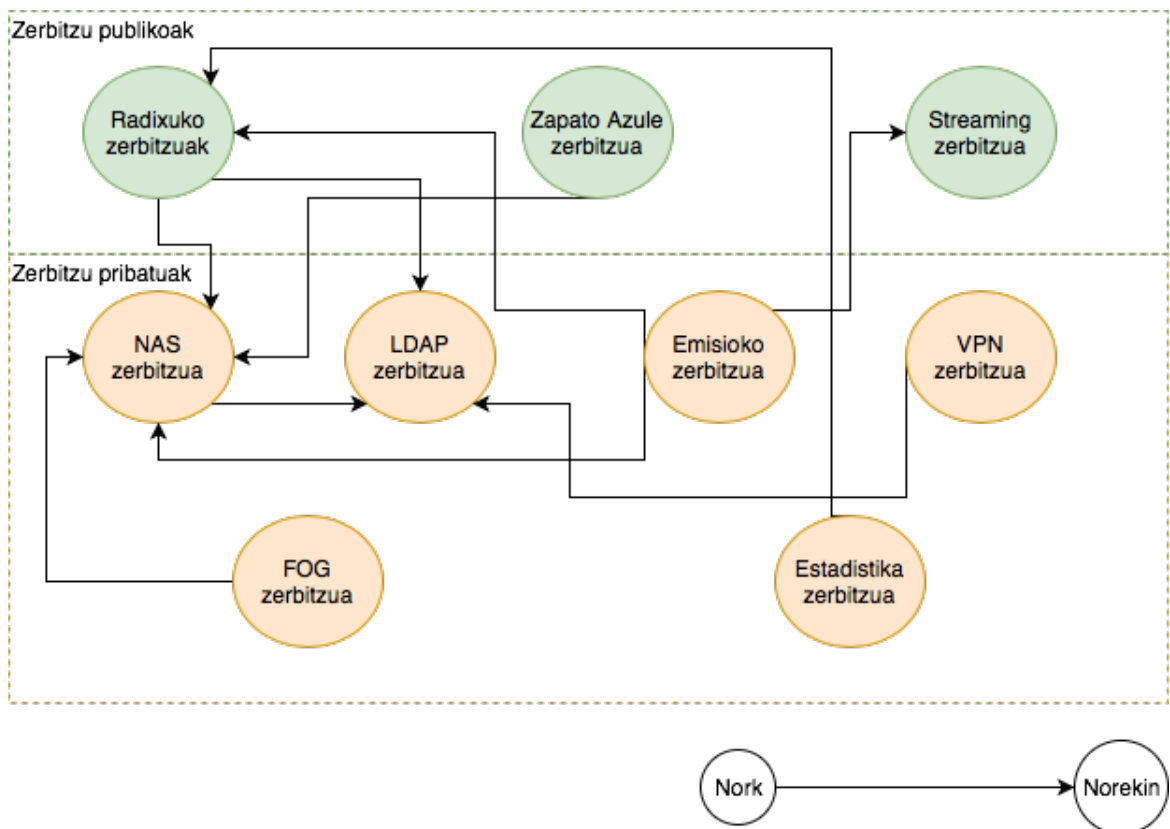 Zerbitzu publikoak
Radixuko
zerbitzuak
Zapato Azule
zerbitzua
Streaming
zerbitzua
Zerbitzu pribatuak
NAS
zerbitzua
LDAP
zerbitzua
Emisioko
zerbitzua
VPN
zerbitzua
FOG
zerbitzua
Estadistika
zerbitzua
Nork
Norekin